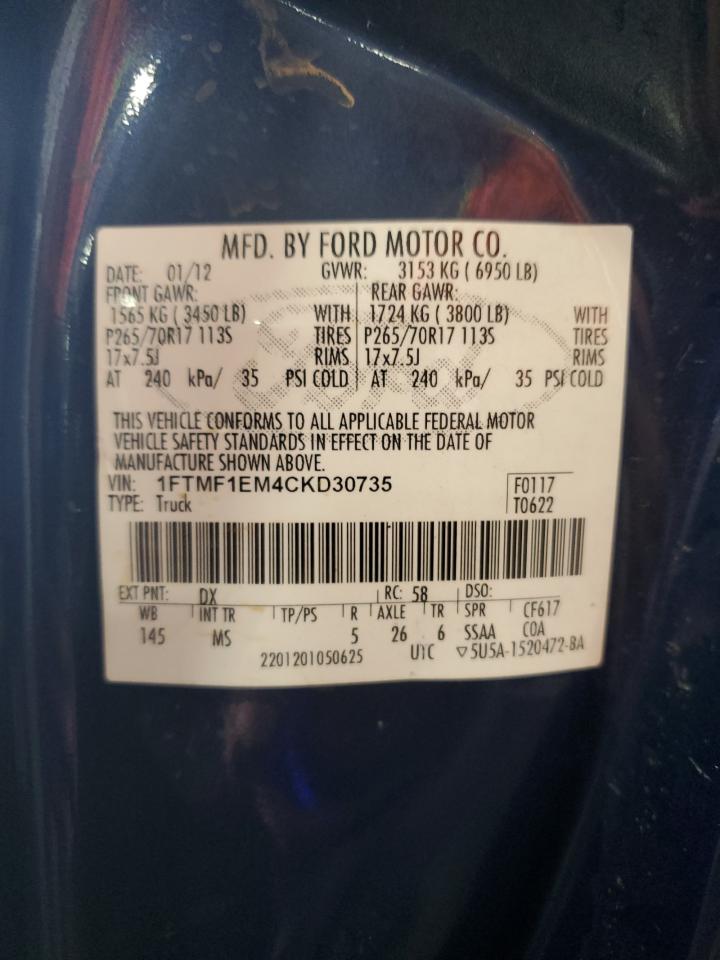 MFD. BY FORD MOTOR CO.
DATE: 01/12 GVWR: 3153 KG ( 6950 LB)
FRONT GAWR: REAR GAWR:
1565 KG ( 3450 LB) WITH 1724 KG ( 3800 LB) WITH
P265/70R17 113S TIRES P265/70R17 113S TIRES
17x7.5J RIMS 17x7.5J RIMS
AT 240 kPa/ 35 PSI COLD AT 240 kPa/ 35 PSI COLD
THIS VEHICLE CONFORMS TO ALL APPLICABLE FEDERAL MOTOR
VEHICLE SAFETY STANDARDS IN EFFECT ON THE DATE OF
MANUFACTURE SHOWN ABOVE.
VIN: 1FTMF1EM4CKD30735 F0117
TYPE: Truck T0622
EXT PNT: DX RC: 58 DSO:
WB INT TR TP/PS R AXLE TR SPR CF617
145 MS 5 26 6 SSAA COA
2201201050625 UTC ▽5U5A-1520472-BA